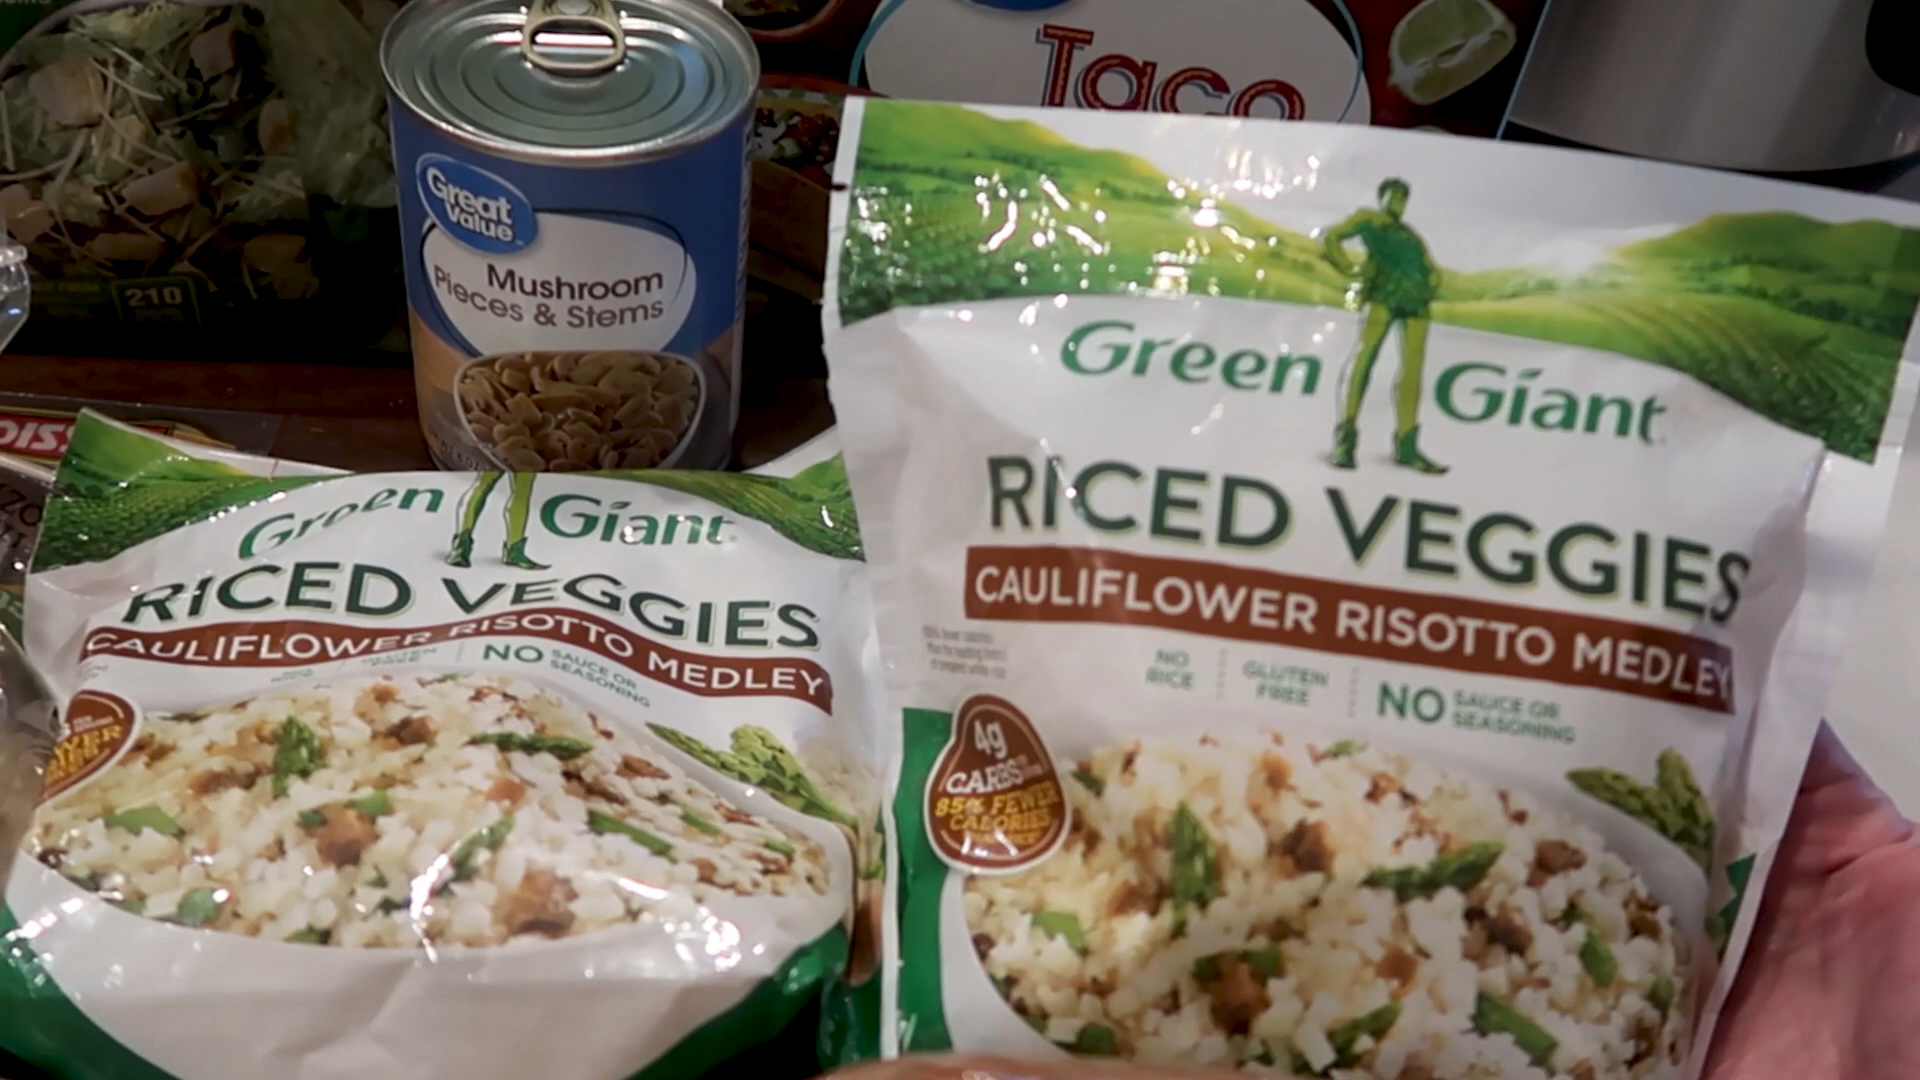 Taco
210
Great
Value
Mushroom
Pieces & Stems
Green Giant
RICED VEGGIES
CAULIFLOWER RISOTTO MEDLEY
NO
RICE
GLUTEN
FREE
NO SAUCE OR
SEASONING
4g
CARBS
85% FEWER
CALORIES
Green Giant
RICED VEGGIES
CAULIFLOWER RISOTTO MEDLEY
NO SAUCE OR
SEASONING